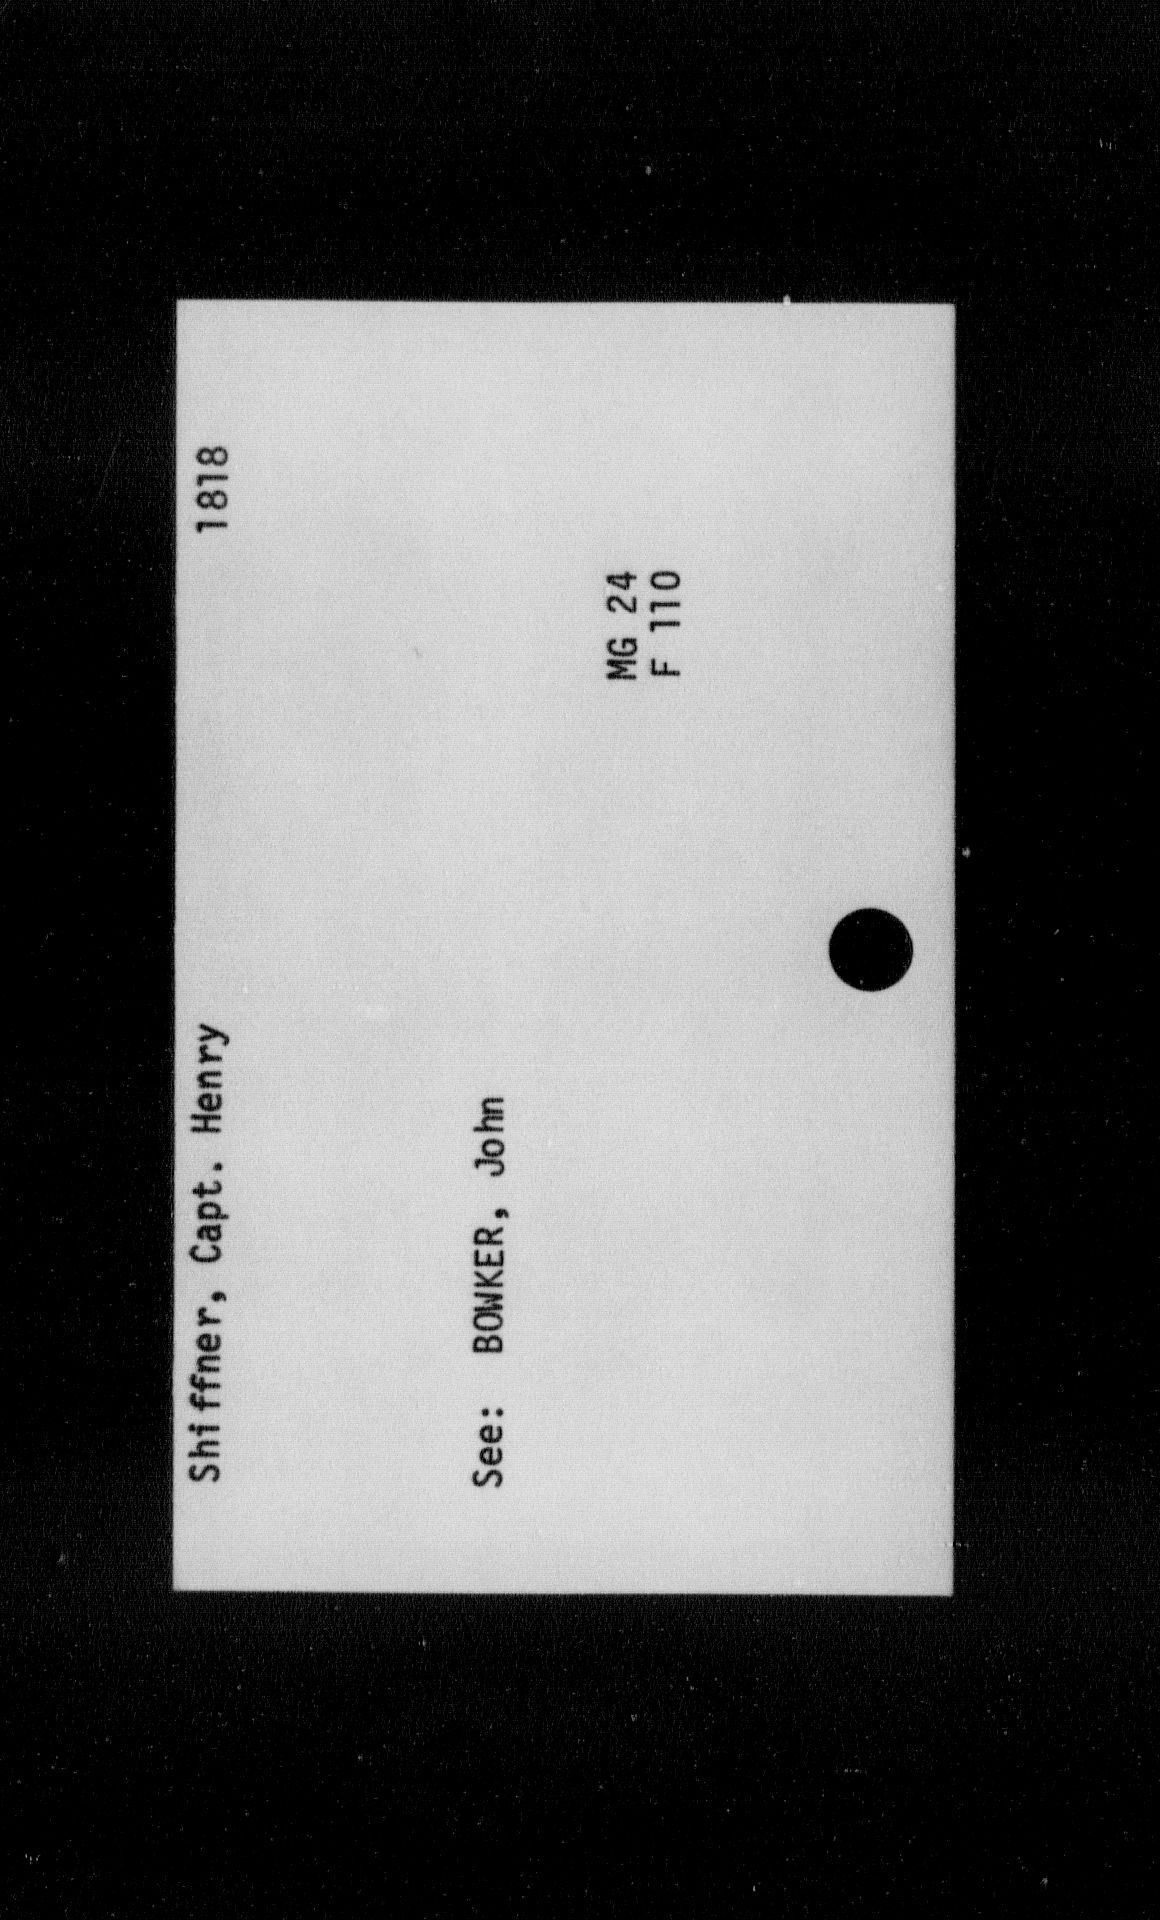 Shiffner, Capt. Henry 1818
See: BOWKER, John
MG 24
F 110